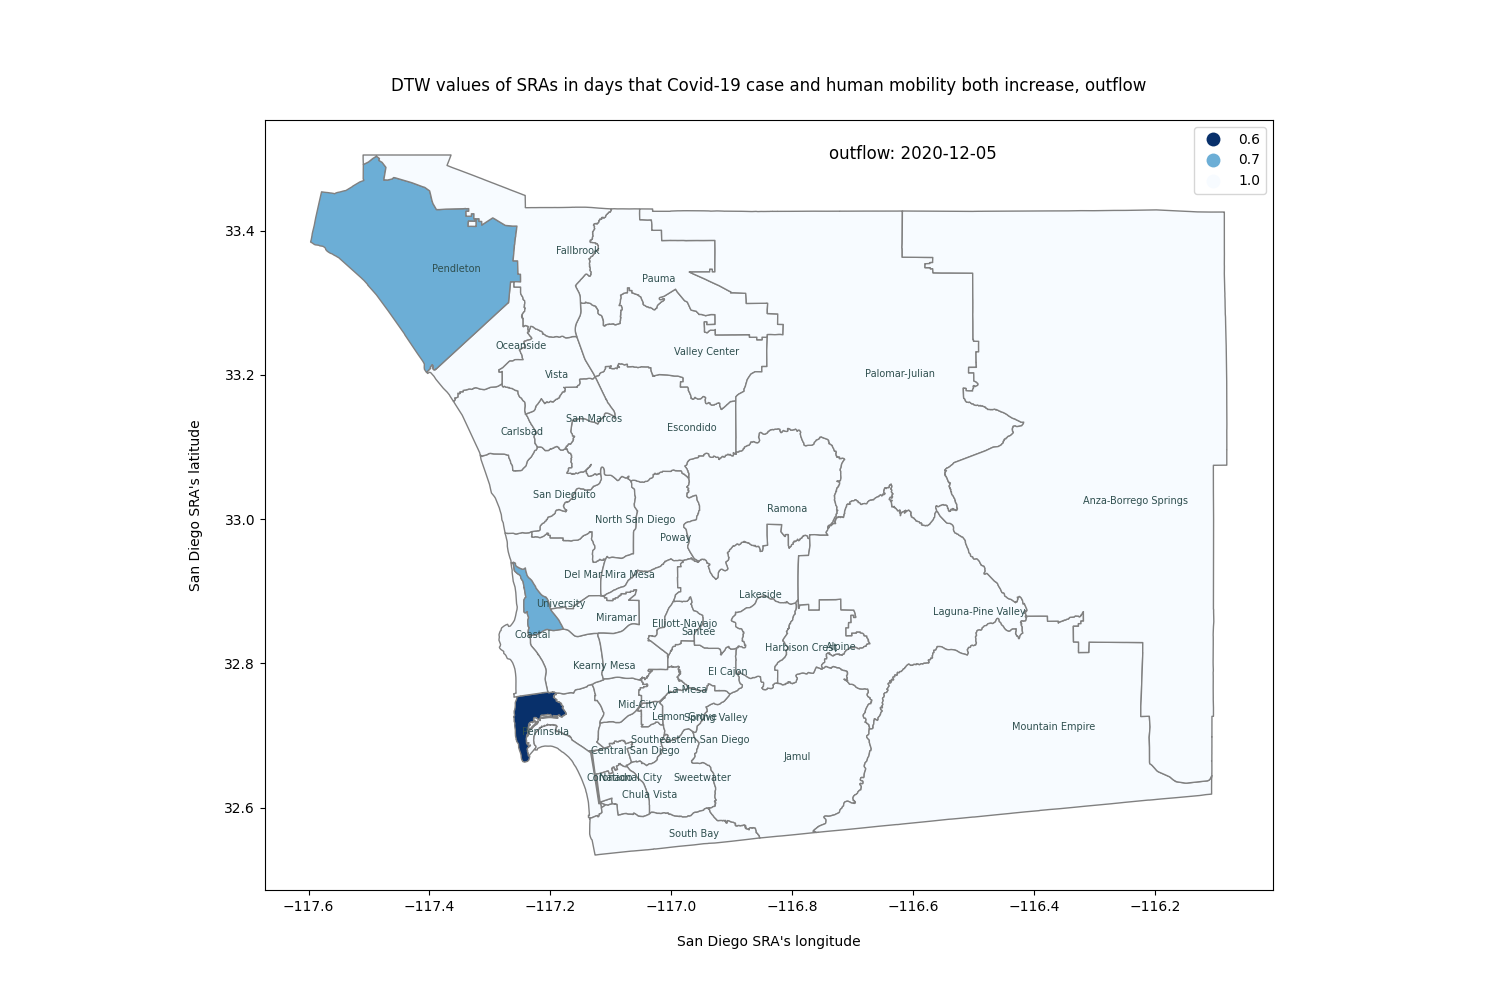 DTW values of SRAs in days that Covid-19 case and human mobility both increase, outflow
outflow: 2020-12-05
0.6
0.7
1.0
33.4
33.2
33.0
32.8
32.6
San Diego SRA's latitude
Fallbrook
Pendleton
Pauma
Oceanside
Valley Center
Vista
Palomar-Julian
San Marcos
Carlsbad
Escondido
San Dieguito
Anza-Borrego Springs
Ramona
North San Diego
Poway
Del Mar-Mira Mesa
Lakeside
University
Laguna-Pine Valley
Miramar
Elliott-Navajo
Santee
Coastal
Harbison Crest
Alpine
Kearny Mesa
El Cajon
La Mesa
Mid-City
Lemon Grove
Spring Valley
Mountain Empire
Peninsula
Southeastern San Diego
Central San Diego
Jamul
Coronado
National City
Sweetwater
Chula Vista
South Bay
−117.6
−117.4
−117.2
−117.0
−116.8
−116.6
−116.4
−116.2
San Diego SRA's longitude